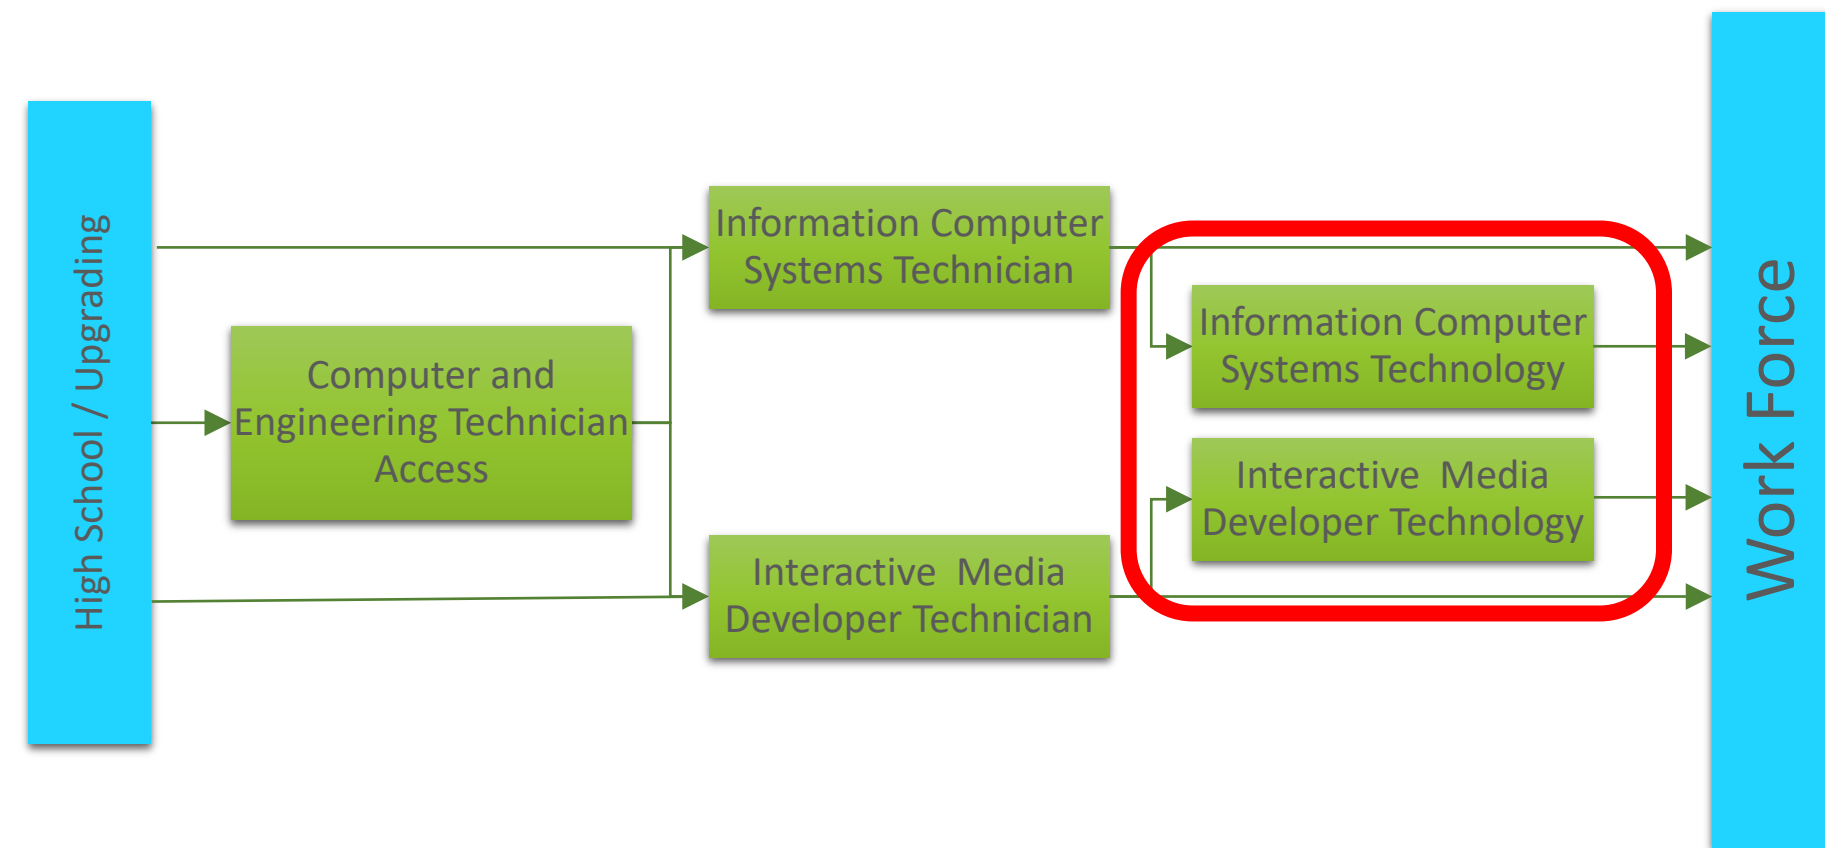 High School / Upgrading
Computer and
Engineering Technician
Access
Information Computer
Systems Technician
Interactive  Media
Developer Technician
Information Computer
Systems Technology
Interactive  Media
Developer Technology
Work Force